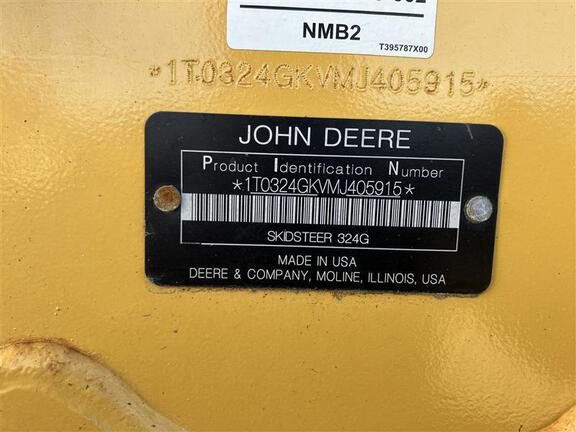 NMB2
T395787X00
*1T0324GKVMJ405915*
JOHN DEERE
Product Identification Number
*1T0324GKVMJ405915*
SKIDSTEER 324G
MADE IN USA
DEERE & COMPANY, MOLINE, ILLINOIS, USA